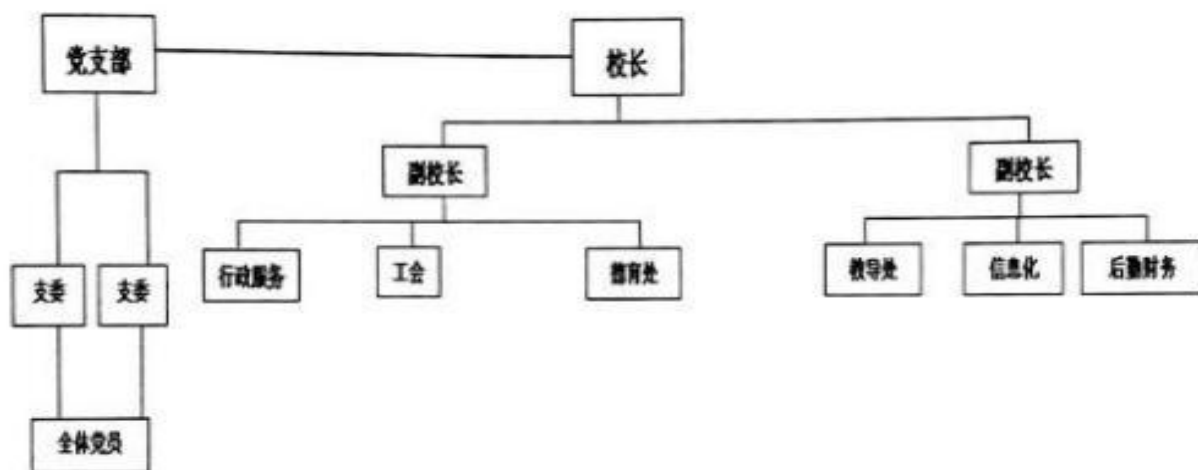 党支部
校长
副校长
副校长
行政服务
工会
德育处
教导处
信息化
后勤财务
支委
支委
全体党员